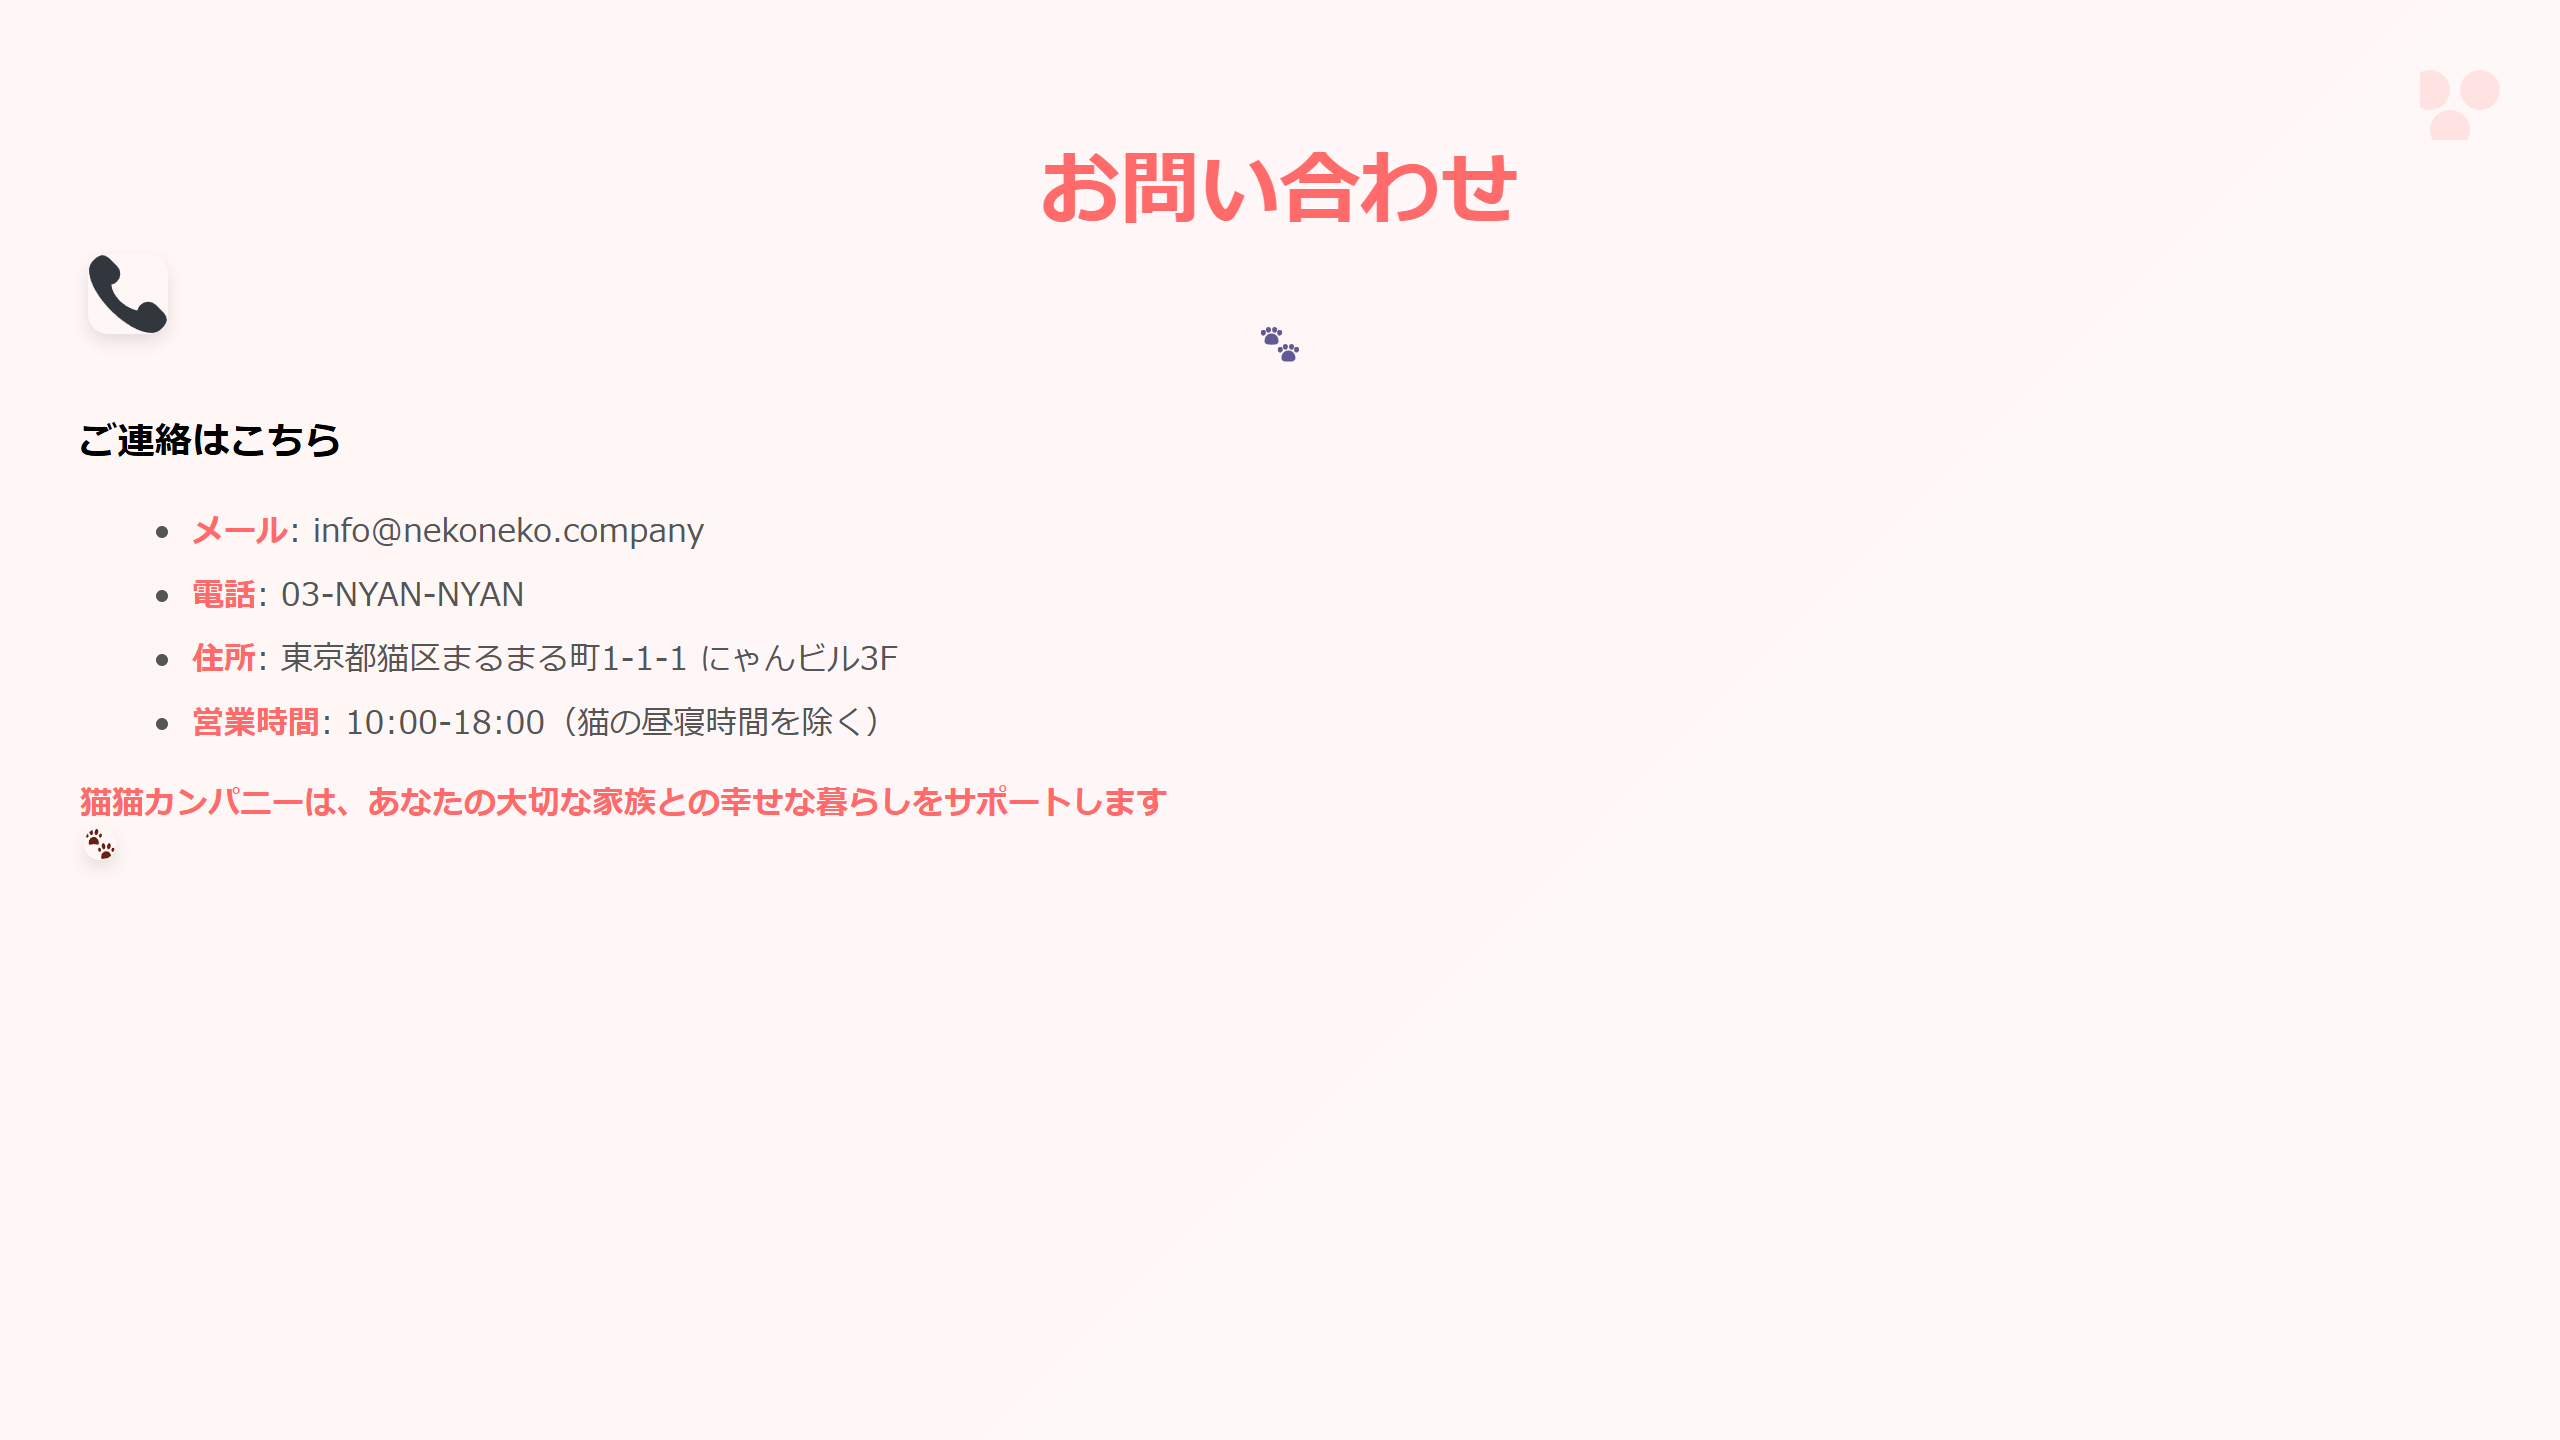 お問い合わせ
ご連絡はこちら
メール: info@nekoneko.company
電話: 03-NYAN-NYAN
住所: 東京都猫区まるまる町1-1-1 にゃんビル3F
営業時間: 10:00-18:00（猫の昼寝時間を除く）
猫猫カンパニーは、あなたの大切な家族との幸せな暮らしをサポートします